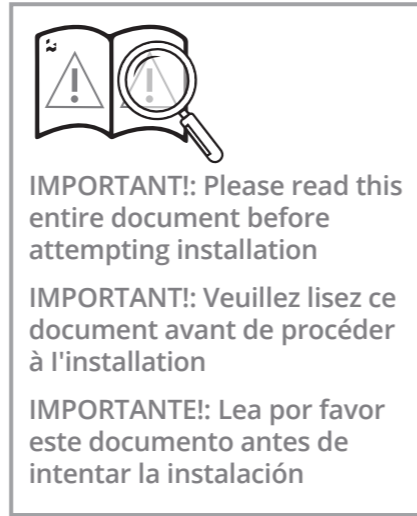 IMPORTANT!: Please read this
entire document before
attempting installation
IMPORTANT!: Veuillez lisez ce
document avant de procéder
à I'installation
IMPORTANTE!: Lea por favor
este documento antes de
intentar la instalación